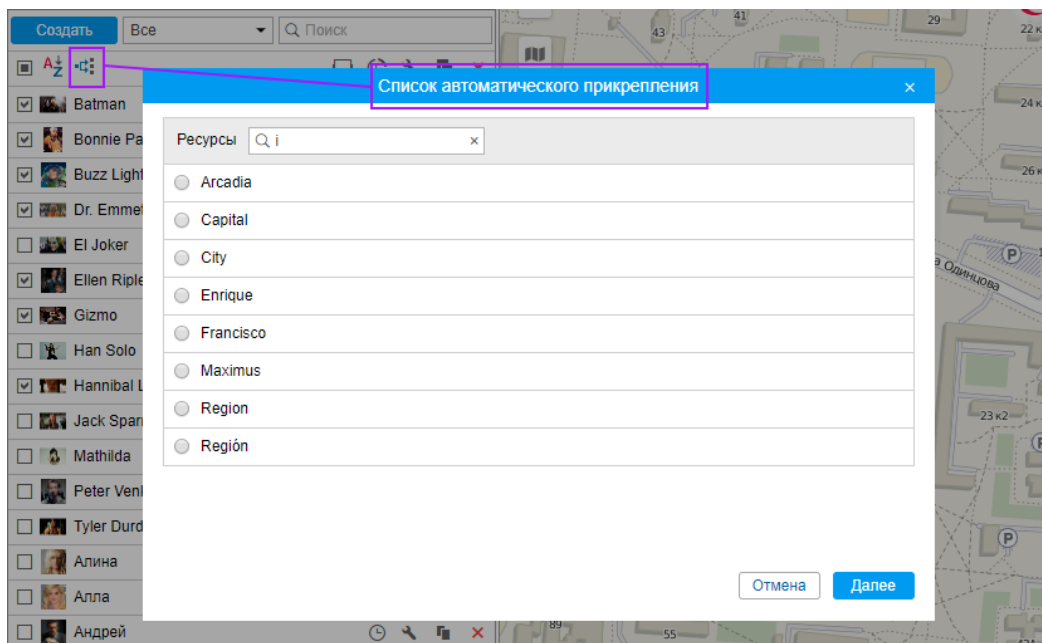 Создать
Все
Поиск
Список автоматического прикрепления
Ресурсы
i
Arcadia
Capital
City
Enrique
Francisco
Maximus
Region
Región
Отмена
Далее
Batman
Bonnie Pa
Buzz Light
Dr. Emmet
El Joker
Ellen Riple
Gizmo
Han Solo
Hannibal L
Jack Sparr
Mathilda
Peter Venk
Tyler Durd
Алина
Алла
Андрей
41
43
29
22 к
24 к
26 к
P
а Одинцова
23 к2
P
P
89
55